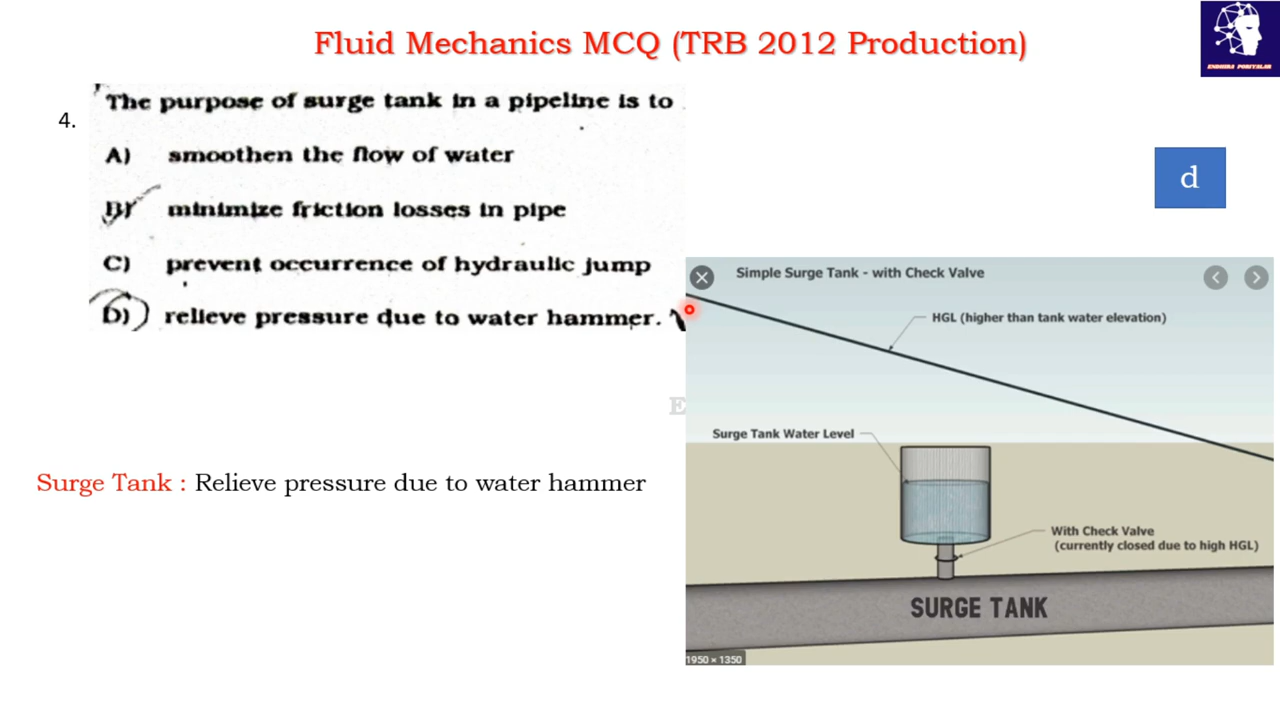 Fluid Mechanics MCQ (TRB 2012 Production)
ENDHIRA PORIYALAR
4.
The purpose of surge tank in a pipeline is to
A) smoothen the flow of water
B) minimize friction losses in pipe
C) prevent occurrence of hydraulic jump
D) relieve pressure due to water hammer.
d
Simple Surge Tank - with Check Valve
HGL (higher than tank water elevation)
E
Surge Tank Water Level
Surge Tank : Relieve pressure due to water hammer
With Check Valve
(currently closed due to high HGL)
SURGE TANK
1950 × 1350